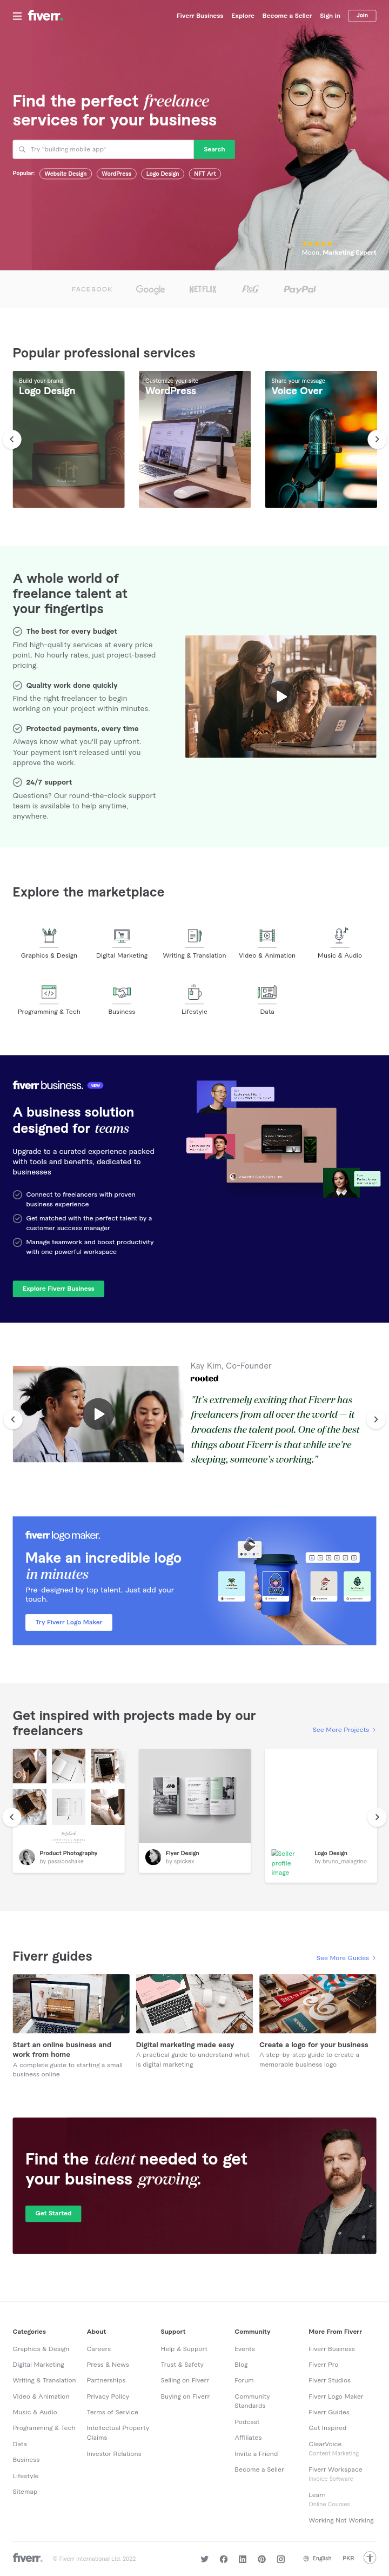 fiverr.
Fiverr Business
Explore
Become a Seller
Sign in
Join
Find the perfect freelance
services for your business
Try "building mobile app"
Search
Popular:
Website Design
WordPress
Logo Design
NFT Art
Moon, Marketing Expert
FACEBOOK
Google
NETFLIX
P&G
PayPal
Popular professional services
Build your brand
Logo Design
Customize your site
WordPress
Share your message
Voice Over
A whole world of
freelance talent at
your fingertips
The best for every budget
Find high-quality services at every price
point. No hourly rates, just project-based
pricing.
Quality work done quickly
Find the right freelancer to begin
working on your project within minutes.
Protected payments, every time
Always know what you'll pay upfront.
Your payment isn't released until you
approve the work.
24/7 support
Questions? Our round-the-clock support
team is available to help anytime,
anywhere.
Explore the marketplace
Graphics & Design
Digital Marketing
Writing & Translation
Video & Animation
Music & Audio
Programming & Tech
Business
Lifestyle
Data
fiverr business.
NEW
A business solution
designed for teams
Upgrade to a curated experience packed
with tools and benefits, dedicated to
businesses
Connect to freelancers with proven
business experience
Get matched with the perfect talent by a
customer success manager
Manage teamwork and boost productivity
with one powerful workspace
Explore Fiverr Business
Kay Kim, Co-Founder
rooted
"It's extremely exciting that Fiverr has
freelancers from all over the world — it
broadens the talent pool. One of the best
things about Fiverr is that while we're
sleeping, someone's working."
fiverr logo maker.
Make an incredible logo
in minutes
Pre-designed by top talent. Just add your
touch.
Try Fiverr Logo Maker
Get inspired with projects made by our
freelancers
See More Projects
Product Photography
by passionshake
Flyer Design
by spickex
Seller
profile
image
Logo Design
by bruno_malagrino
Fiverr guides
See More Guides
Start an online business and
work from home
A complete guide to starting a small
business online
Digital marketing made easy
A practical guide to understand what
is digital marketing
Create a logo for your business
A step-by-step guide to create a
memorable business logo
Find the talent needed to get
your business growing.
Get Started
Categories
Graphics & Design
Digital Marketing
Writing & Translation
Video & Animation
Music & Audio
Programming & Tech
Data
Business
Lifestyle
Sitemap
About
Careers
Press & News
Partnerships
Privacy Policy
Terms of Service
Intellectual Property
Claims
Investor Relations
Support
Help & Support
Trust & Safety
Selling on Fiverr
Buying on Fiverr
Community
Events
Blog
Forum
Community
Standards
Podcast
Affiliates
Invite a Friend
Become a Seller
More From Fiverr
Fiverr Business
Fiverr Pro
Fiverr Studios
Fiverr Logo Maker
Fiverr Guides
Get Inspired
ClearVoice
Content Marketing
Fiverr Workspace
Invoice Software
Learn
Online Courses
Working Not Working
fiverr.
© Fiverr International Ltd. 2022
English
PKR